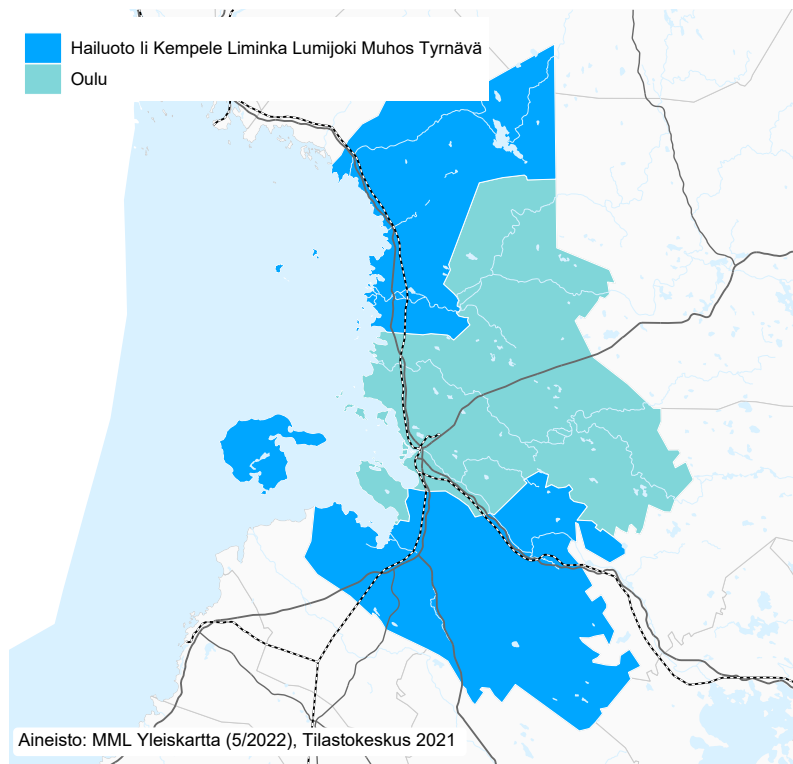 Hailuoto Ii Kempele Liminka Lumijoki Muhos Tyrnävä
Oulu
Aineisto: MML Yleiskartta (5/2022), Tilastokeskus 2021